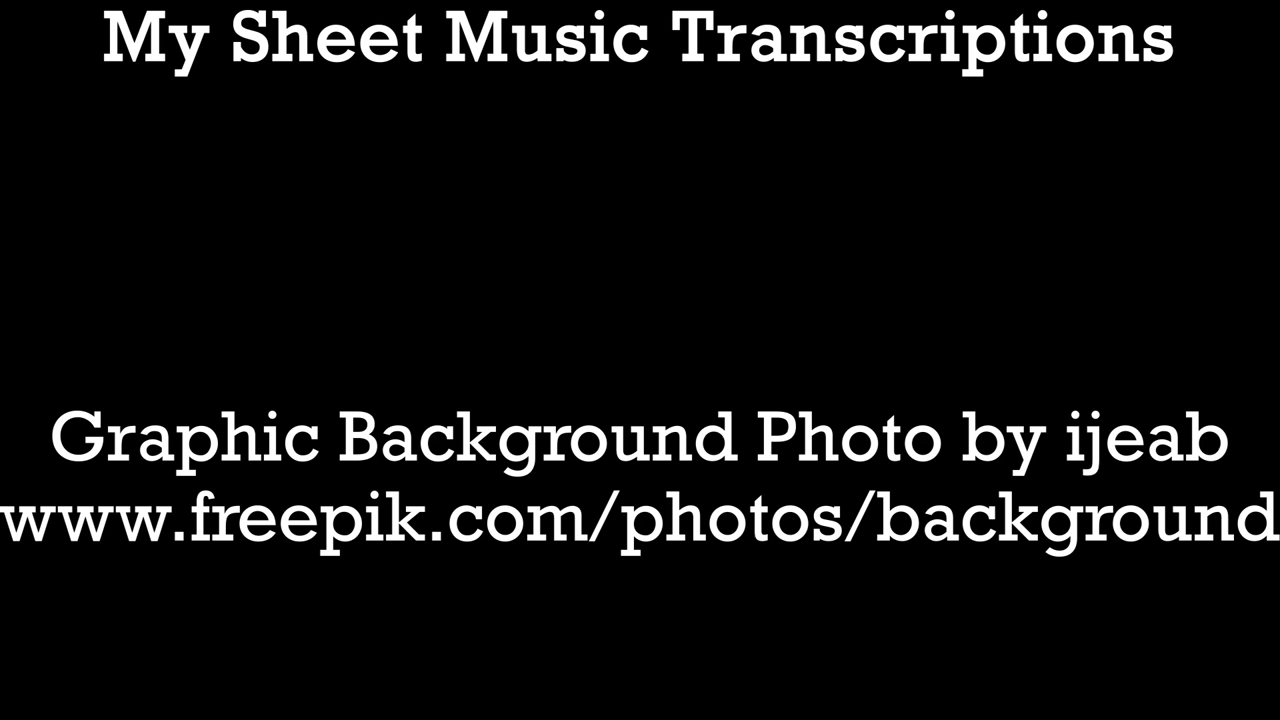 My Sheet Music Transcriptions
Graphic Background Photo by ijeab
www.freepik.com/photos/background